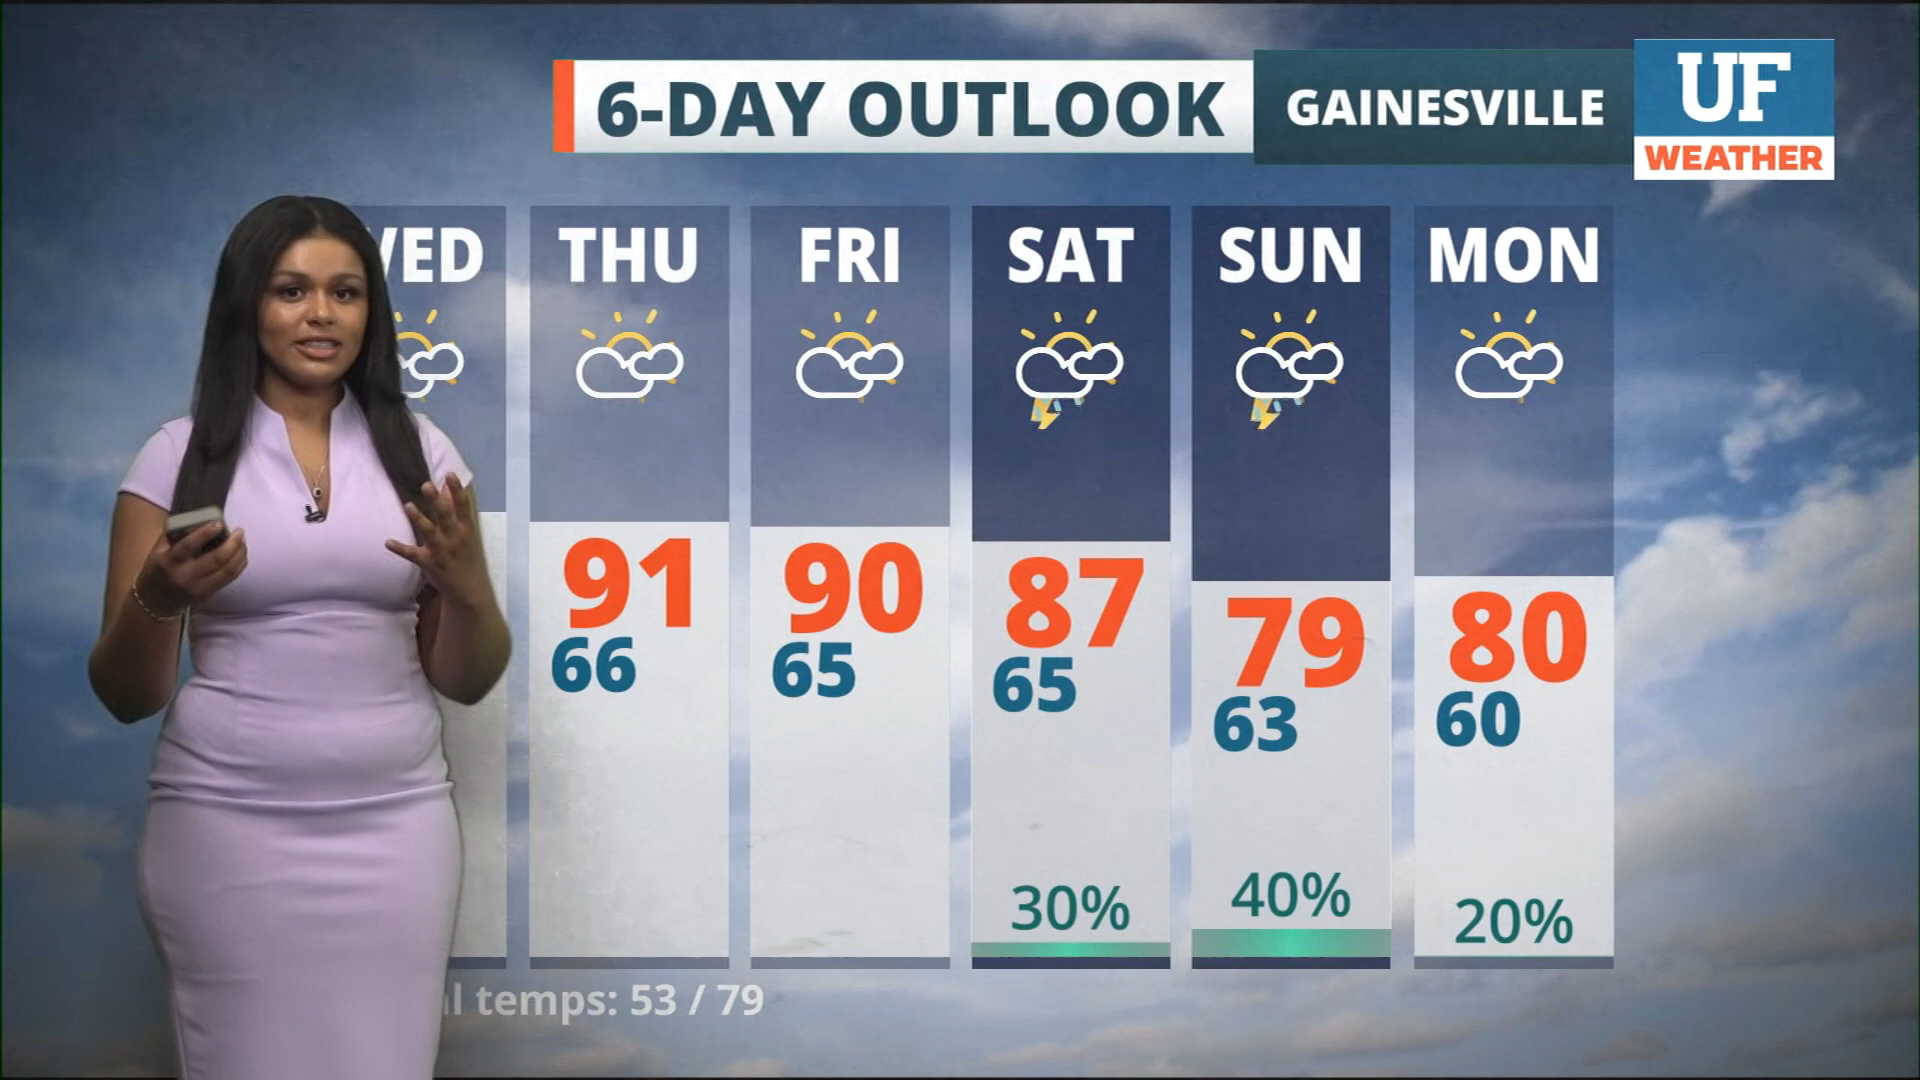 6-DAY OUTLOOK
GAINESVILLE
UF
WEATHER
THU FRI SAT SUN MON
91 90 87 79 80
66 65 65 63 60
30% 40% 20%
temps: 53 / 79